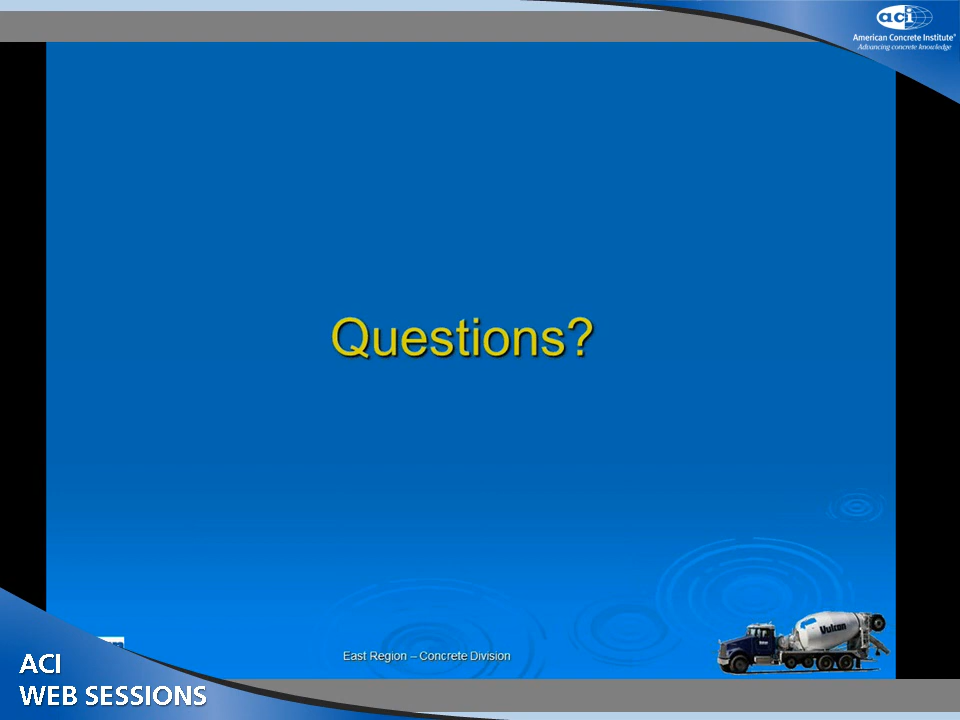 aci
American Concrete Institute®
Advancing concrete knowledge
Questions?
Vulcan
East Region – Concrete Division
ACI
WEB SESSIONS